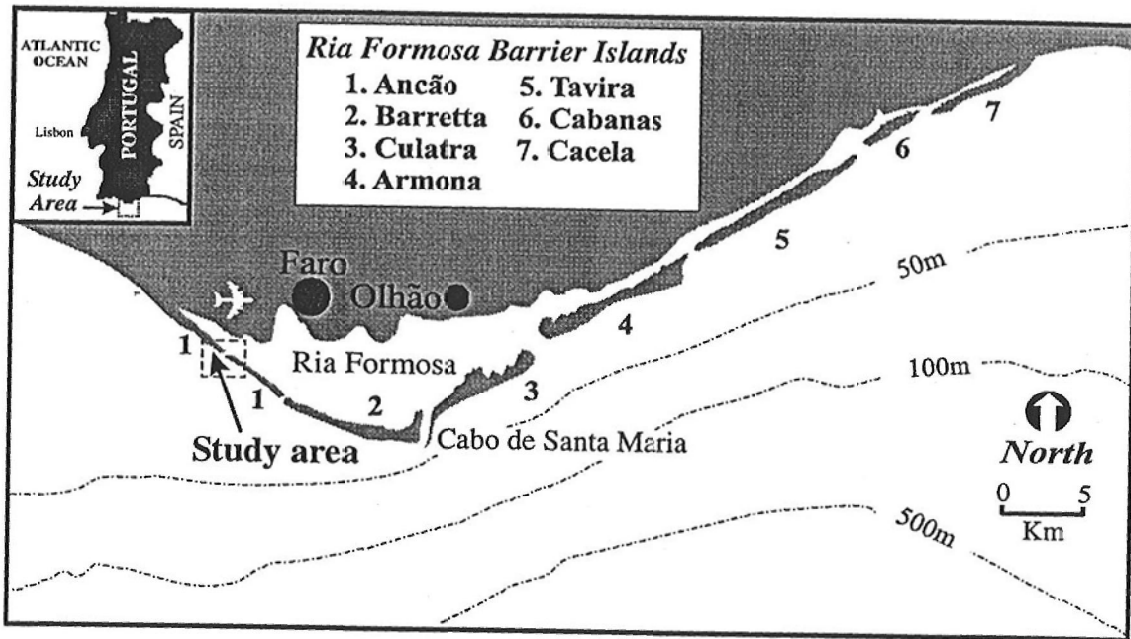 ATLANTIC
OCEAN
PORTUGAL
SPAIN
Lisbon
Study
Area
Ria Formosa Barrier Islands
1. Ancão 5. Tavira
2. Barretta 6. Cabanas
3. Culatra 7. Cacela
4. Armona
7
6
5
50m
Faro
Olhão
4
1
Ria Formosa
3
100m
1
2
Study area
Cabo de Santa Maria
North
0 5
Km
500m